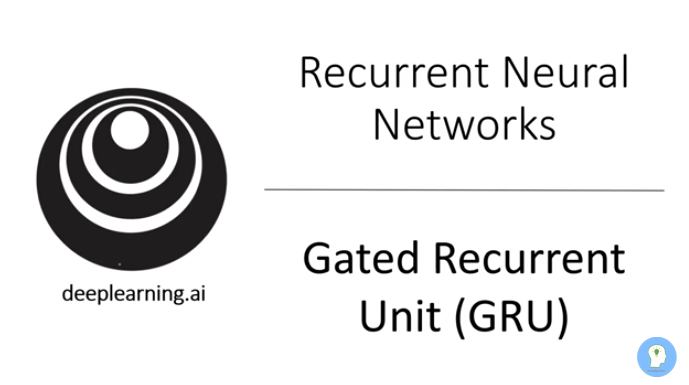 Recurrent Neural
Networks
deeplearning.ai
Gated Recurrent
Unit (GRU)